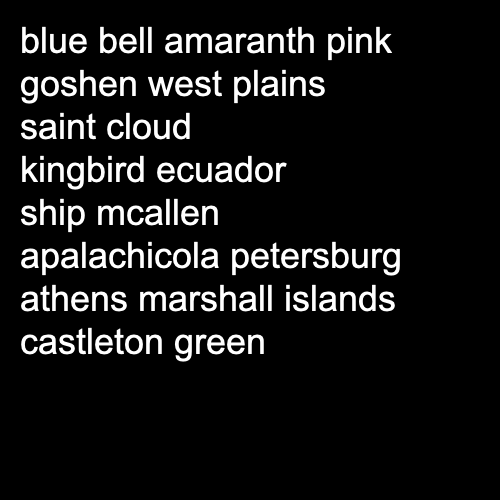 blue bell amaranth pink
goshen west plains
saint cloud
kingbird ecuador
ship mcallen
apalachicola petersburg
athens marshall islands
castleton green